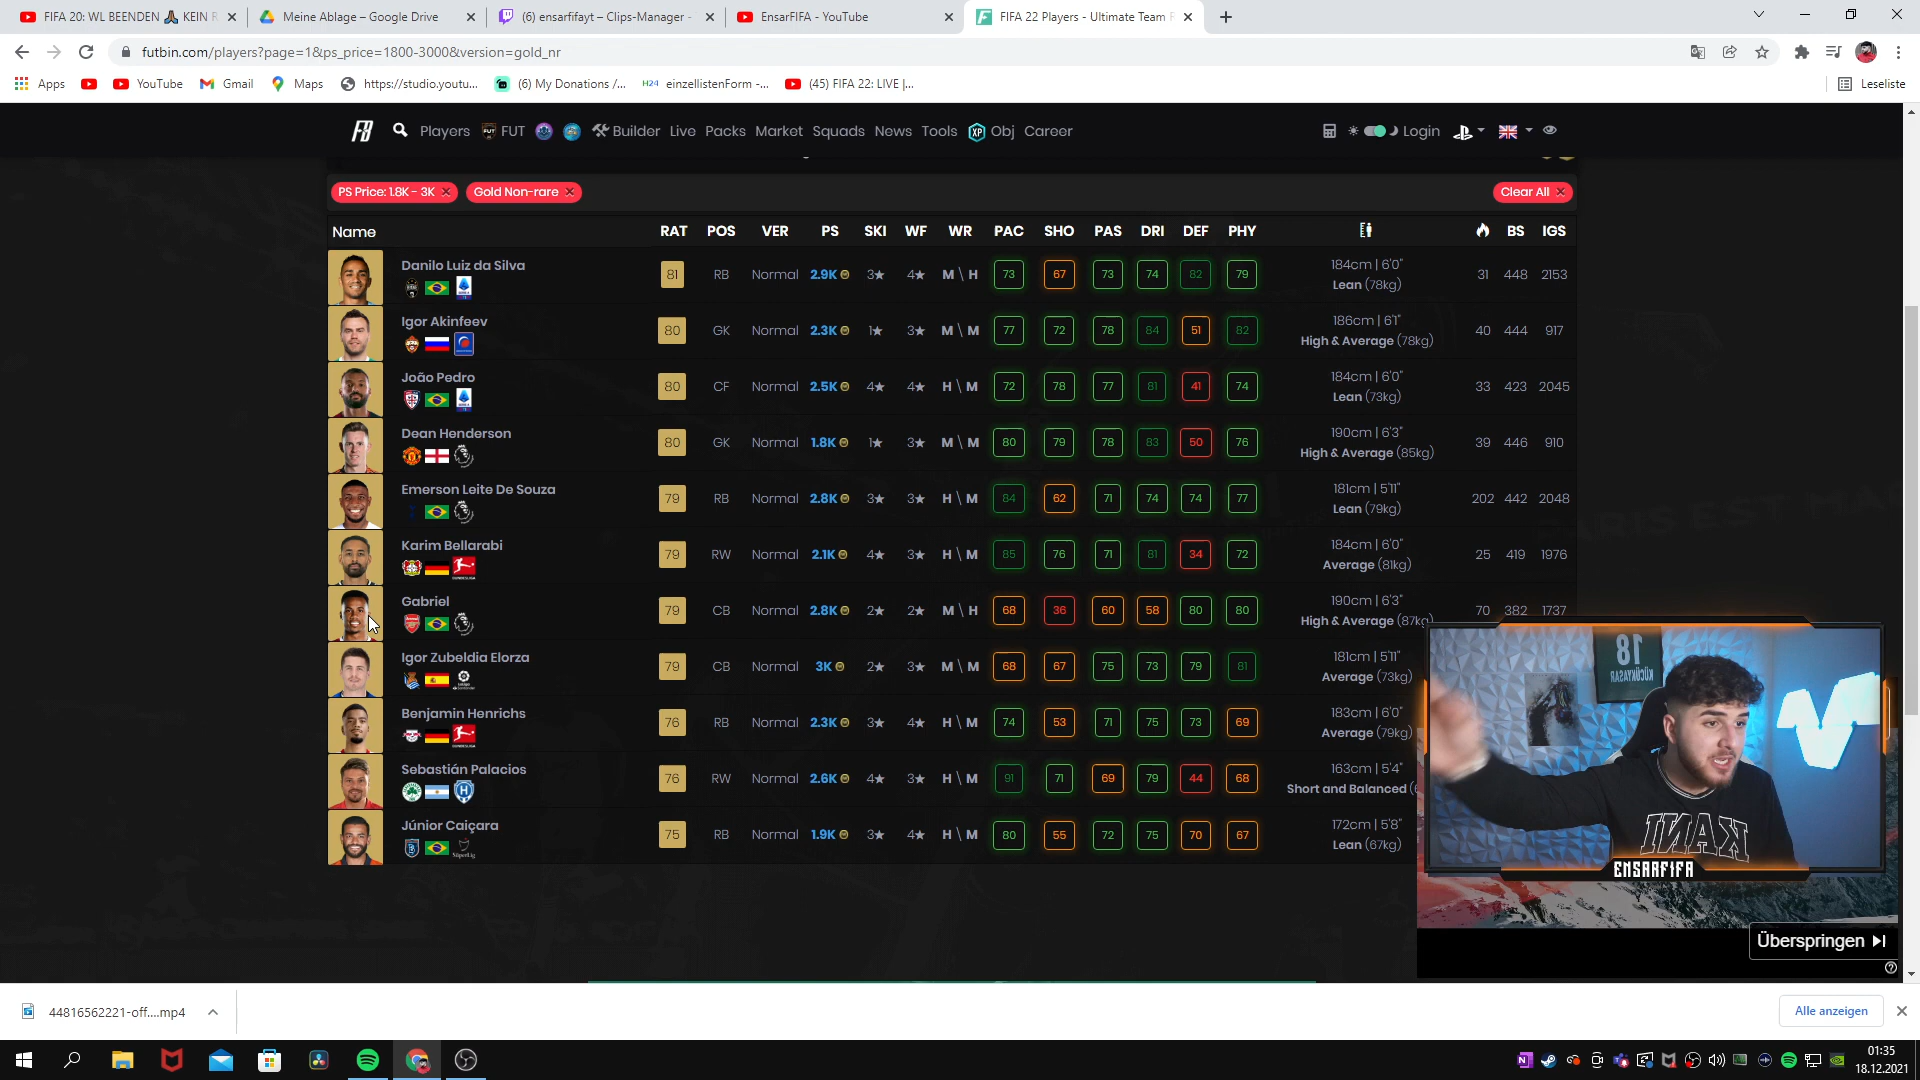 FIFA 20: WL BEENDEN 🙏 KEIN R
Meine Ablage – Google Drive
(6) ensarfifayt – Clips-Manager -
EnsarFIFA - YouTube
FIFA 22 Players - Ultimate Team F
futbin.com/players?page=1&ps_price=1800-3000&version=gold_nr
Apps
YouTube
Gmail
Maps
https://studio.youtu...
(6) My Donations /...
H24 einzellistenForm -...
(45) FIFA 22: LIVE |...
Leseliste
Players FUT Builder Live Packs Market Squads News Tools XP Obj Career Login
PS Price: 1.8K - 3K × Gold Non-rare × Clear All ×
Name RAT POS VER PS SKI WF WR PAC SHO PAS DRI DEF PHY BS IGS
Danilo Luiz da Silva 81 RB Normal 2.9K 3★ 4★ M \ H 73 67 73 74 82 79 184cm | 6'0" 31 448 2153
Lean (78kg)
Igor Akinfeev 80 GK Normal 2.3K 1★ 3★ M \ M 77 72 78 84 51 82 186cm | 6'1" 40 444 917
High & Average (78kg)
João Pedro 80 CF Normal 2.5K 4★ 4★ H \ M 72 78 77 81 41 74 184cm | 6'0" 33 423 2045
Lean (73kg)
Dean Henderson 80 GK Normal 1.8K 1★ 3★ M \ M 80 79 78 83 50 76 190cm | 6'3" 39 446 910
High & Average (85kg)
Emerson Leite De Souza 79 RB Normal 2.8K 3★ 3★ H \ M 84 62 71 74 74 77 181cm | 5'11" 202 442 2048
Lean (79kg)
Karim Bellarabi 79 RW Normal 2.1K 4★ 3★ H \ M 85 76 71 81 34 72 184cm | 6'0" 25 419 1976
Average (81kg)
Gabriel 79 CB Normal 2.8K 2★ 2★ M \ H 68 36 60 58 80 80 190cm | 6'3" 70 382 1737
High & Average (87kg)
Igor Zubeldia Elorza 79 CB Normal 3K 2★ 3★ M \ M 68 67 75 73 79 81 181cm | 5'11"
Average (73kg)
Benjamin Henrichs 76 RB Normal 2.3K 3★ 4★ H \ M 74 53 71 75 73 69 183cm | 6'0"
Average (79kg)
Sebastián Palacios 76 RW Normal 2.6K 4★ 3★ H \ M 91 71 69 79 44 68 163cm | 5'4"
Short and Balanced
Júnior Caiçara 75 RB Normal 1.9K 3★ 4★ H \ M 80 55 72 75 70 67 172cm | 5'8"
Lean (67kg)
18
KÜCÜKYASAR
KANI
ENSARFIFA
Überspringen
44816562221-off....mp4
Alle anzeigen
01:35
18.12.2021